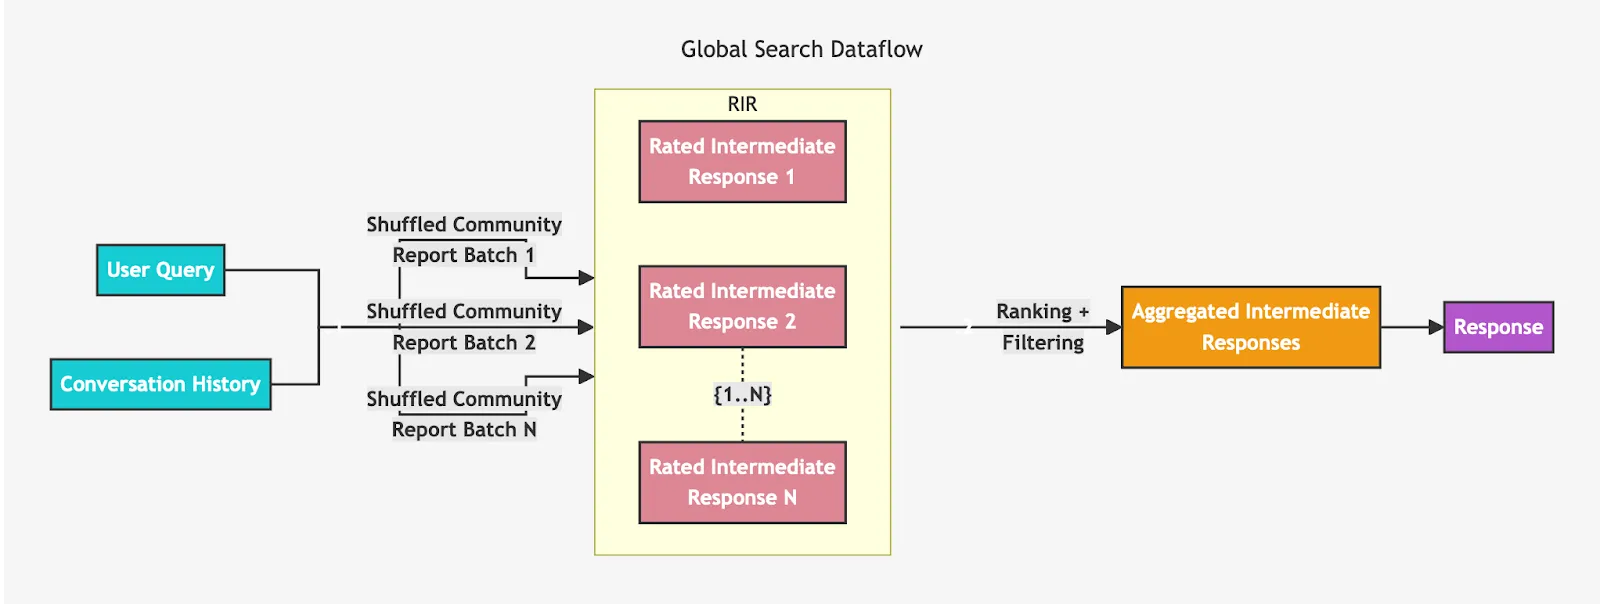 Global Search Dataflow
RIR
Rated Intermediate
Response 1
Shuffled Community
Report Batch 1
User Query
Rated Intermediate
Response 2
Shuffled Community
Report Batch 2
Ranking +
Filtering
Aggregated Intermediate
Responses
Response
Conversation History
{1..N}
Shuffled Community
Report Batch N
Rated Intermediate
Response N